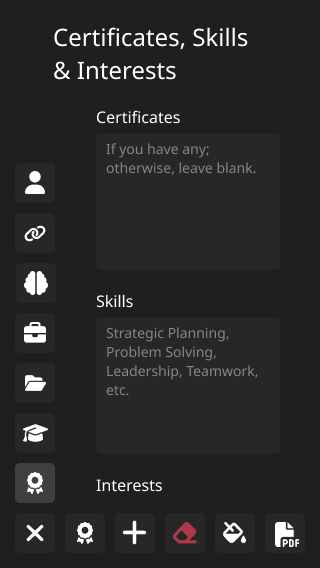 Certificates, Skills
& Interests
Certificates
If you have any;
otherwise, leave blank.
Skills
Strategic Planning,
Problem Solving,
Leadership, Teamwork,
etc.
Interests
PDF